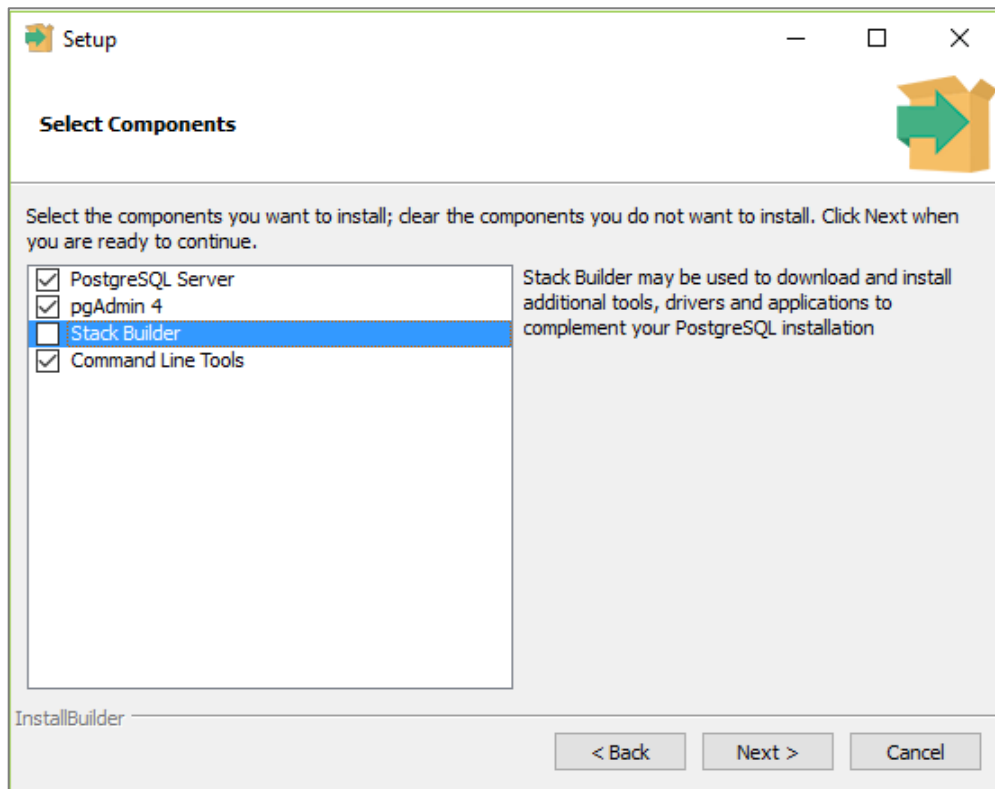 Setup
Select Components
Select the components you want to install; clear the components you do not want to install. Click Next when
you are ready to continue.
PostgreSQL Server
pgAdmin 4
Stack Builder
Command Line Tools
Stack Builder may be used to download and install
additional tools, drivers and applications to
complement your PostgreSQL installation
InstallBuilder
< Back
Next >
Cancel